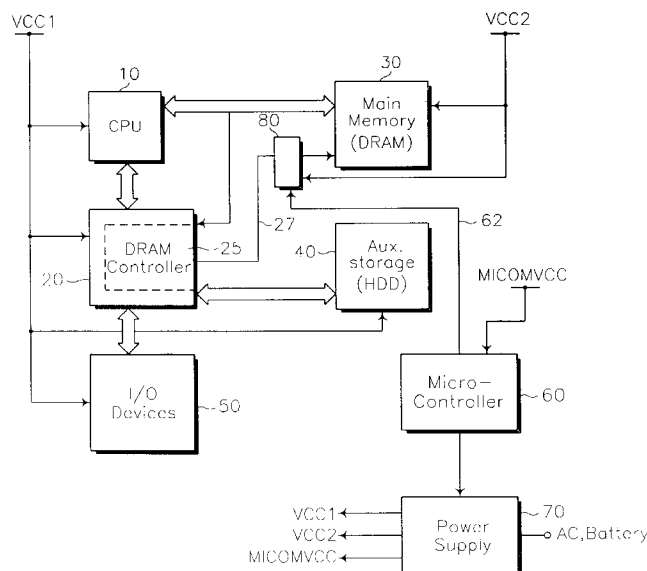 VCC1
VCC2
10
CPU
30
Main
Memory
(DRAM)
80
DRAM
Controller
25
20
27
40
Aux.
storage
(HDD)
62
MICOMVCC
I/O
Devices
50
Micro-
Controller
60
VCC1
VCC2
MICOMVCC
Power
Supply
70
AC,Battery